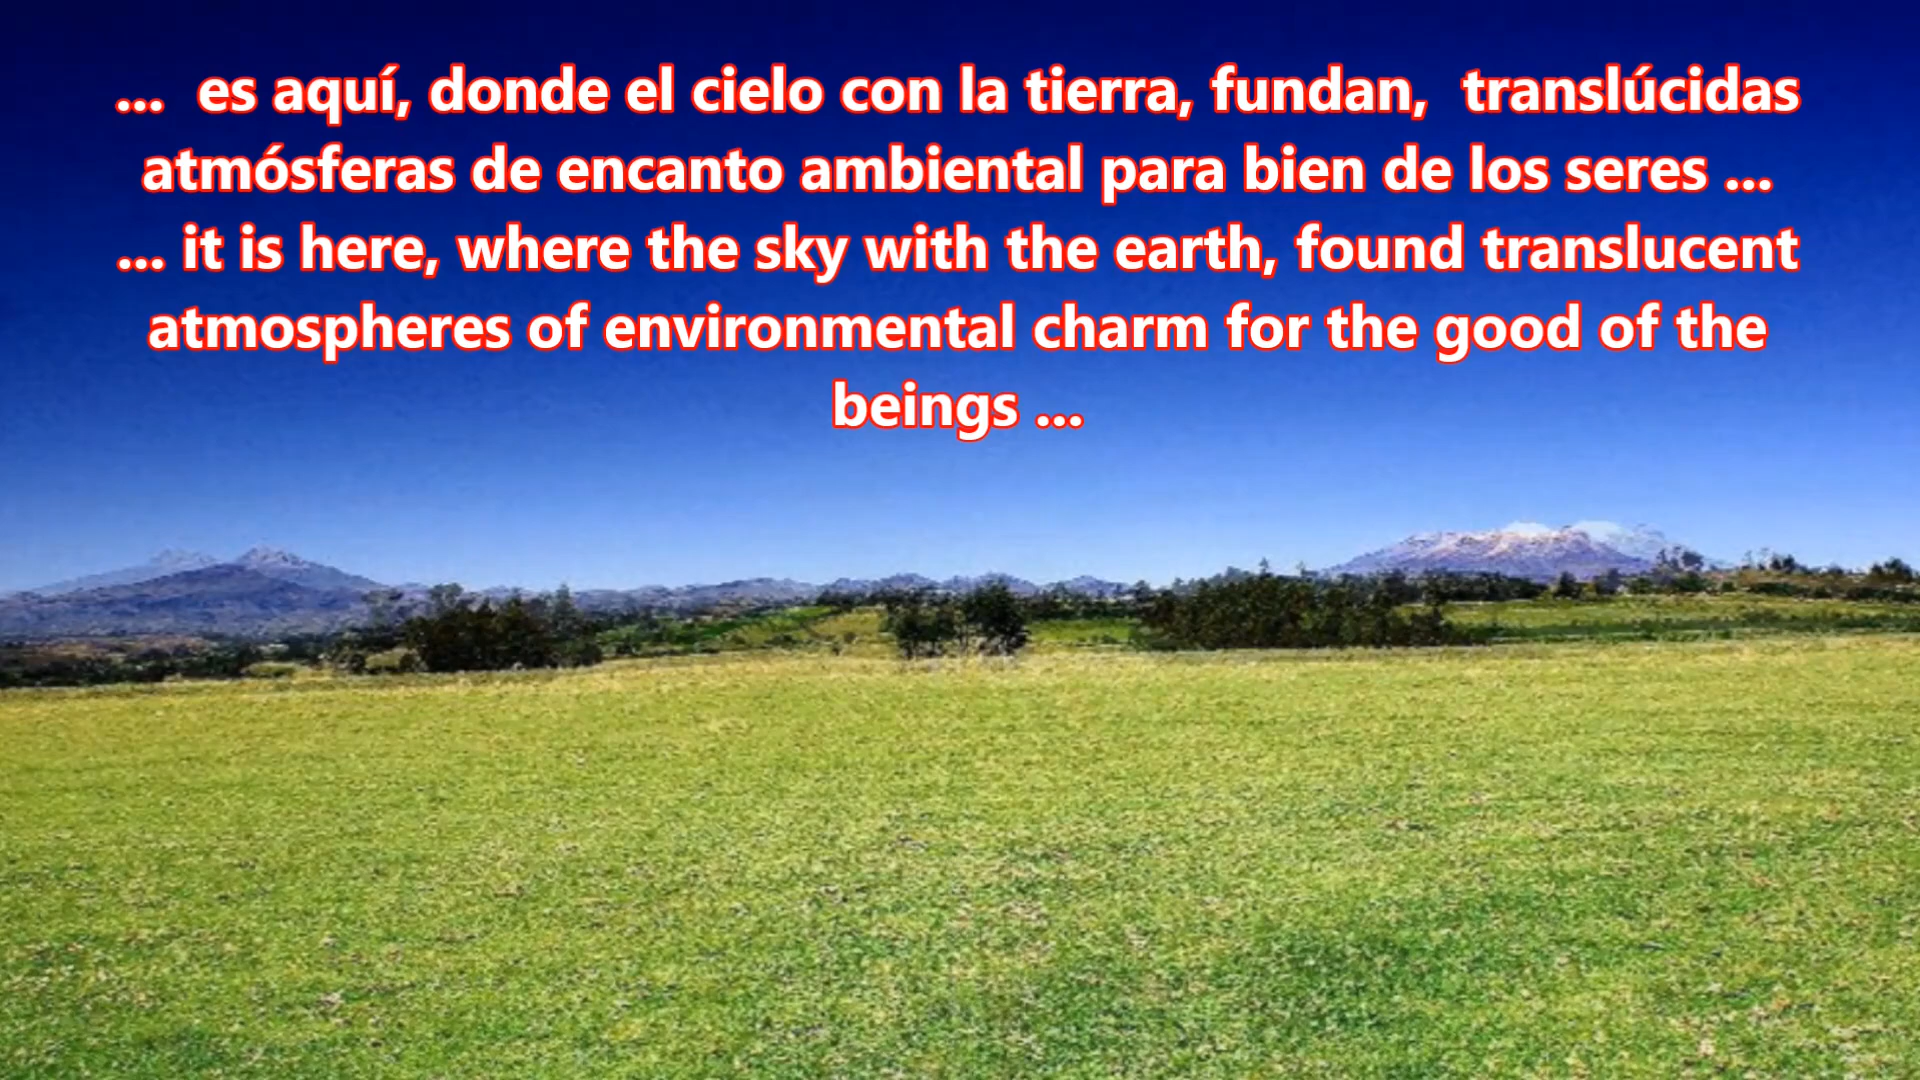 ...  es aquí, donde el cielo con la tierra, fundan,  translúcidas
atmósferas de encanto ambiental para bien de los seres ...
... it is here, where the sky with the earth, found translucent
atmospheres of environmental charm for the good of the
beings ...